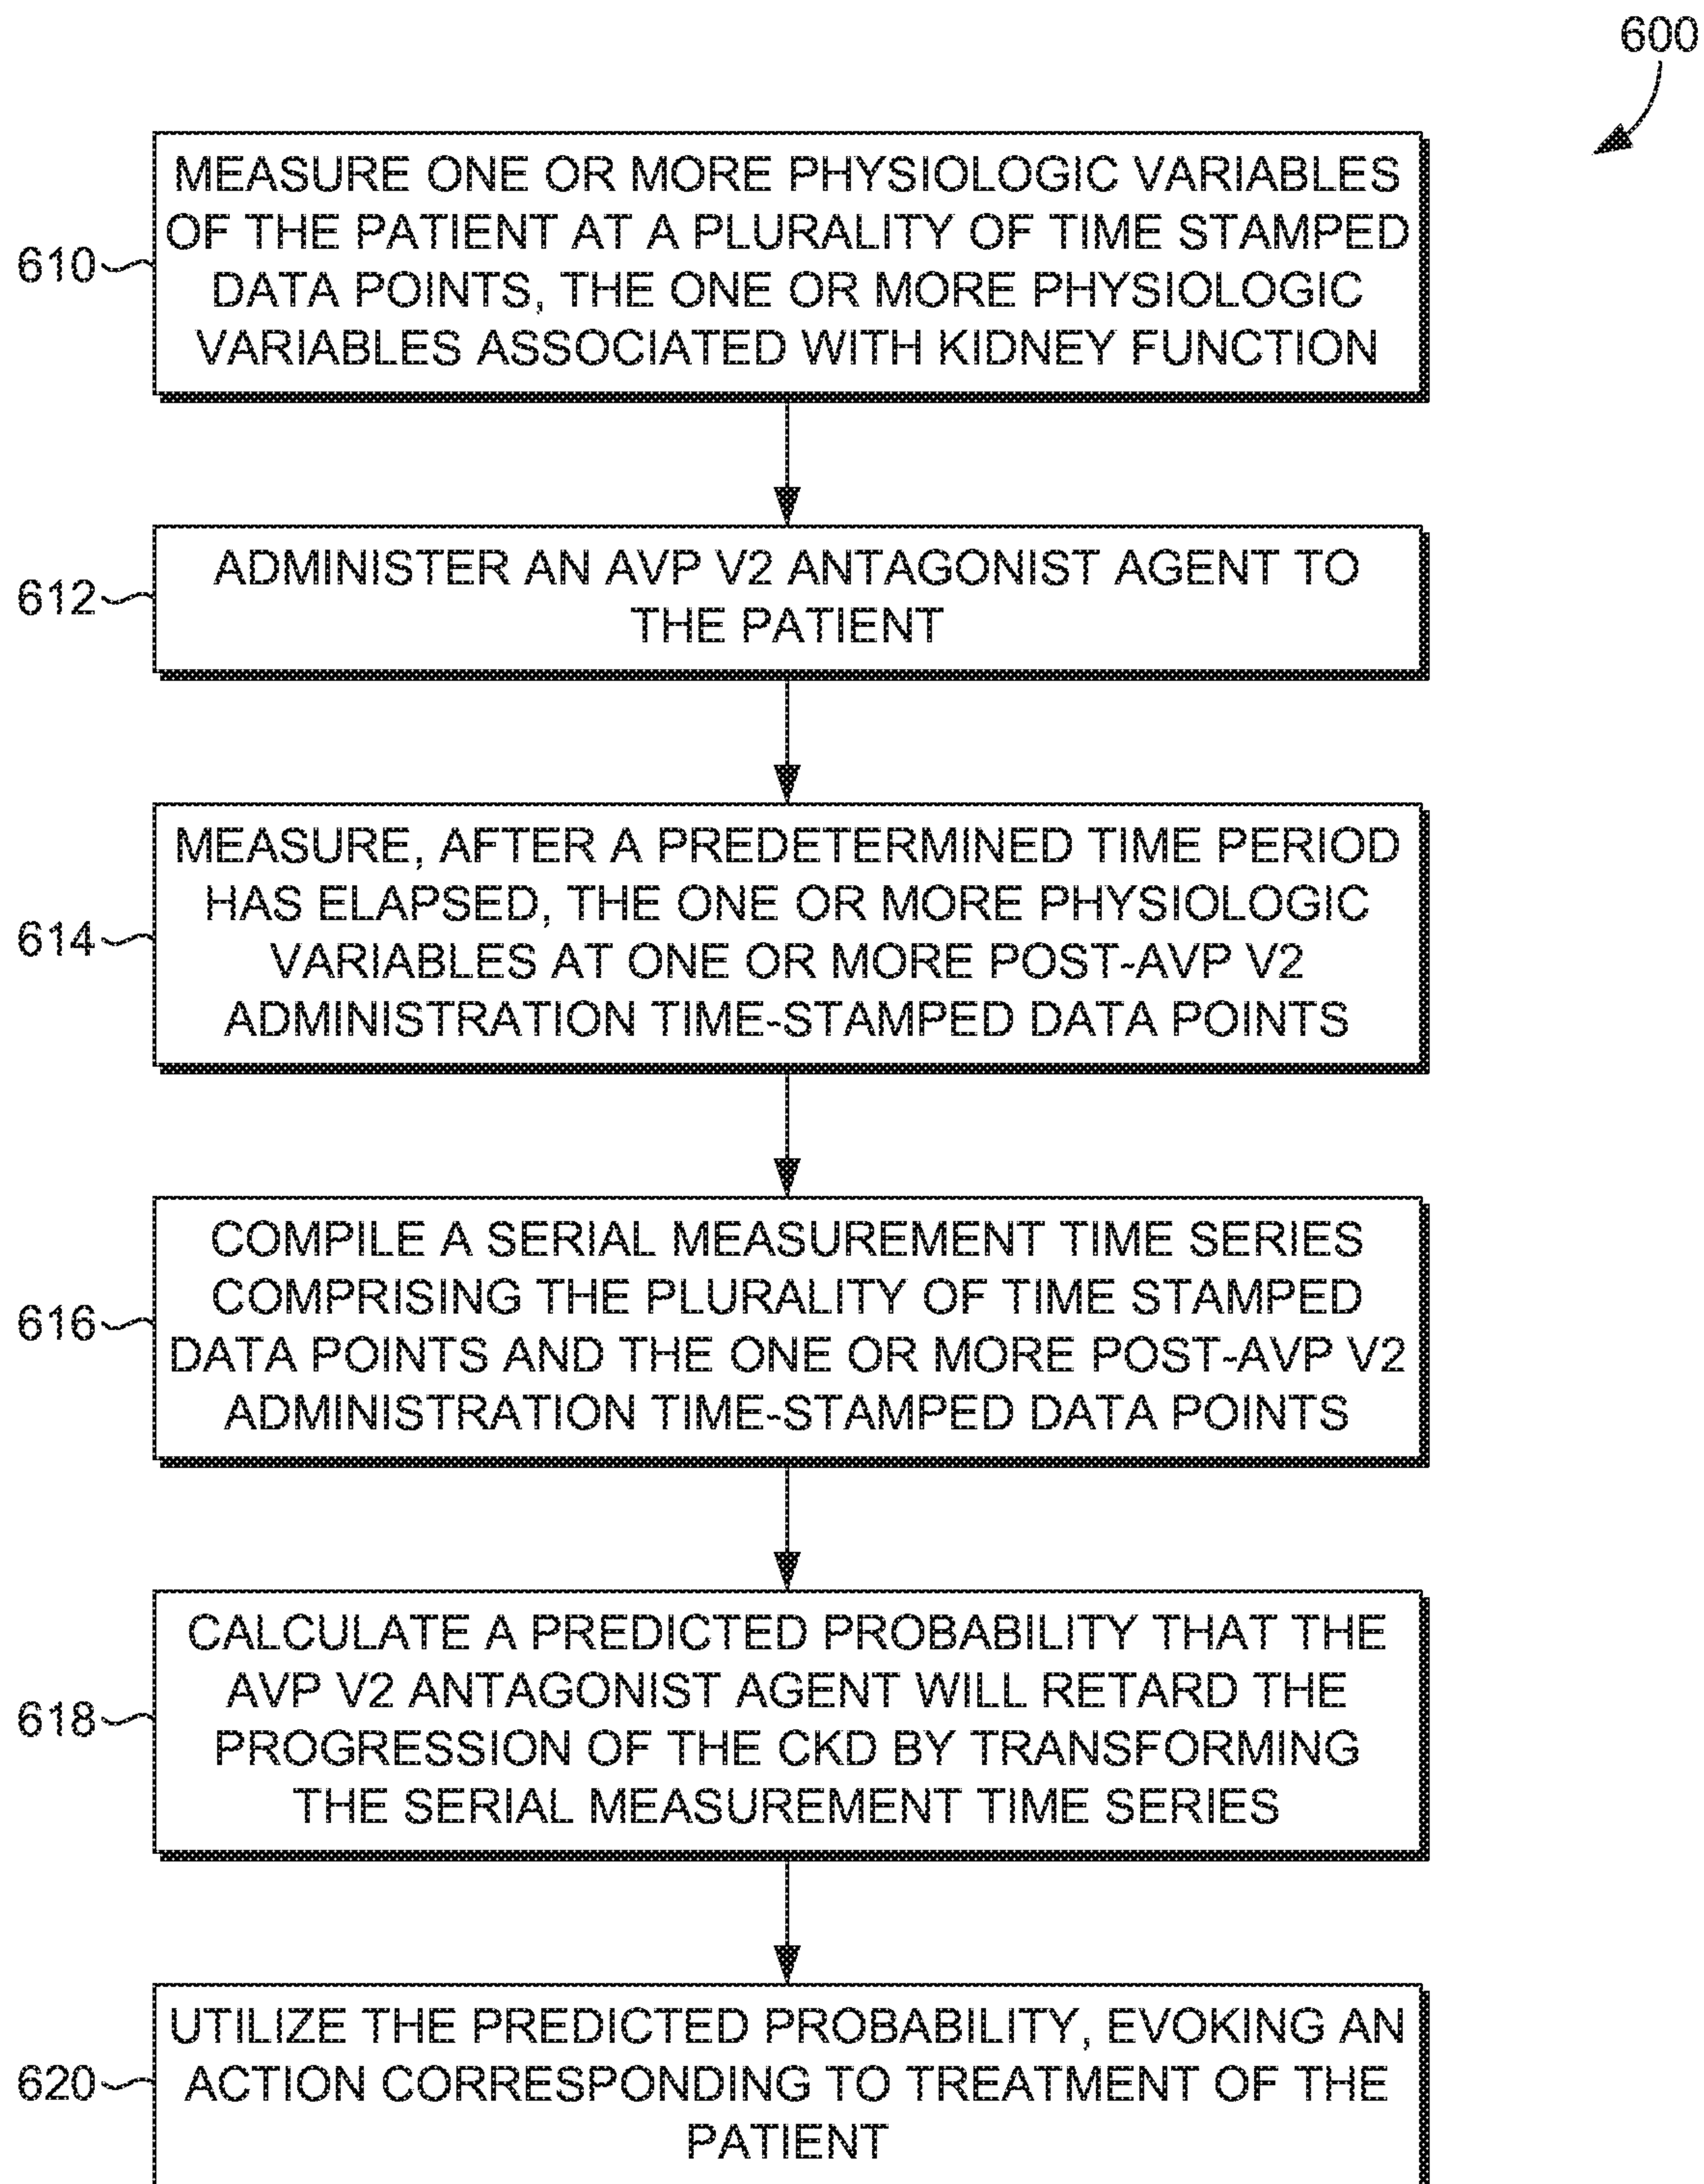 600
MEASURE ONE OR MORE PHYSIOLOGIC VARIABLES
OF THE PATIENT AT A PLURALITY OF TIME STAMPED
610
DATA POINTS, THE ONE OR MORE PHYSIOLOGIC
VARIABLES ASSOCIATED WITH KIDNEY FUNCTION
ADMINISTER AN AVP V2 ANTAGONIST AGENT TO
612
THE PATIENT
MEASURE, AFTER A PREDETERMINED TIME PERIOD
HAS ELAPSED, THE ONE OR MORE PHYSIOLOGIC
614
VARIABLES AT ONE OR MORE POST-AVP V2
ADMINISTRATION TIME-STAMPED DATA POINTS
COMPILE A SERIAL MEASUREMENT TIME SERIES
COMPRISING THE PLURALITY OF TIME STAMPED
616
DATA POINTS AND THE ONE OR MORE POST-AVP V2
ADMINISTRATION TIME-STAMPED DATA POINTS
CALCULATE A PREDICTED PROBABILITY THAT THE
AVP V2 ANTAGONIST AGENT WILL RETARD THE
618
PROGRESSION OF THE CKD BY TRANSFORMING
THE SERIAL MEASUREMENT TIME SERIES
UTILIZE THE PREDICTED PROBABILITY, EVOKING AN
620
ACTION CORRESPONDING TO TREATMENT OF THE
PATIENT